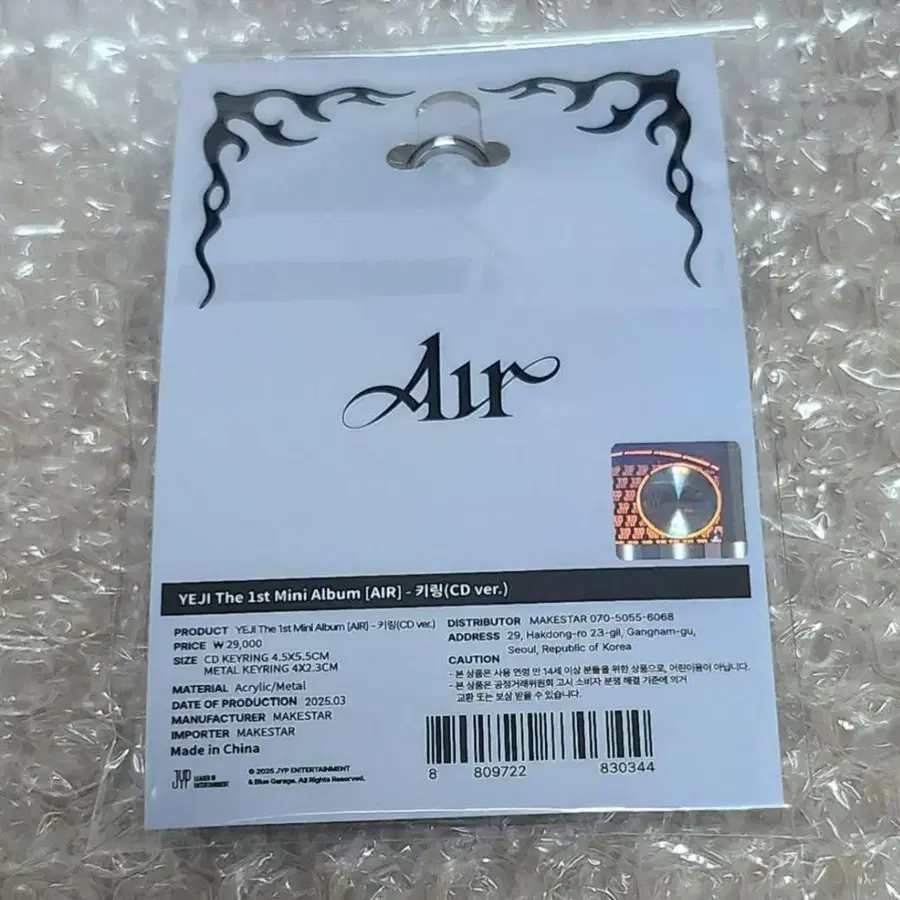 Air
JYP
YEJI The 1st Mini Album [AIR] - 키링(CD ver.)
PRODUCT YEJI The 1st Mini Album [AIR] - 키링(CD ver.)
PRICE ₩ 29,000
SIZE CD KEYRING 4.5X5.5CM
METAL KEYRING 4X2.3CM
MATERIAL Acrylic/Metal
DATE OF PRODUCTION 2025.03
MANUFACTURER MAKESTAR
IMPORTER MAKESTAR
Made in China
JYP LEADER IN
ENTERTAINMENT
© 2025 JYP ENTERTAINMENT
& Blue Garage. All Rights Reserved.
DISTRIBUTOR MAKESTAR 070-5055-6068
ADDRESS 29, Hakdong-ro 23-gil, Gangnam-gu,
Seoul, Republic of Korea
CAUTION
- 본 상품은 사용 연령 만 14세 이상 분들을 위한 상품으로, 어린이용이 아닙니다.
- 본 상품은 공정거래위원회 고시 소비자 분쟁 해결 기준에 의거
교환 또는 보상 받을 수 있습니다.
8 809722 830344